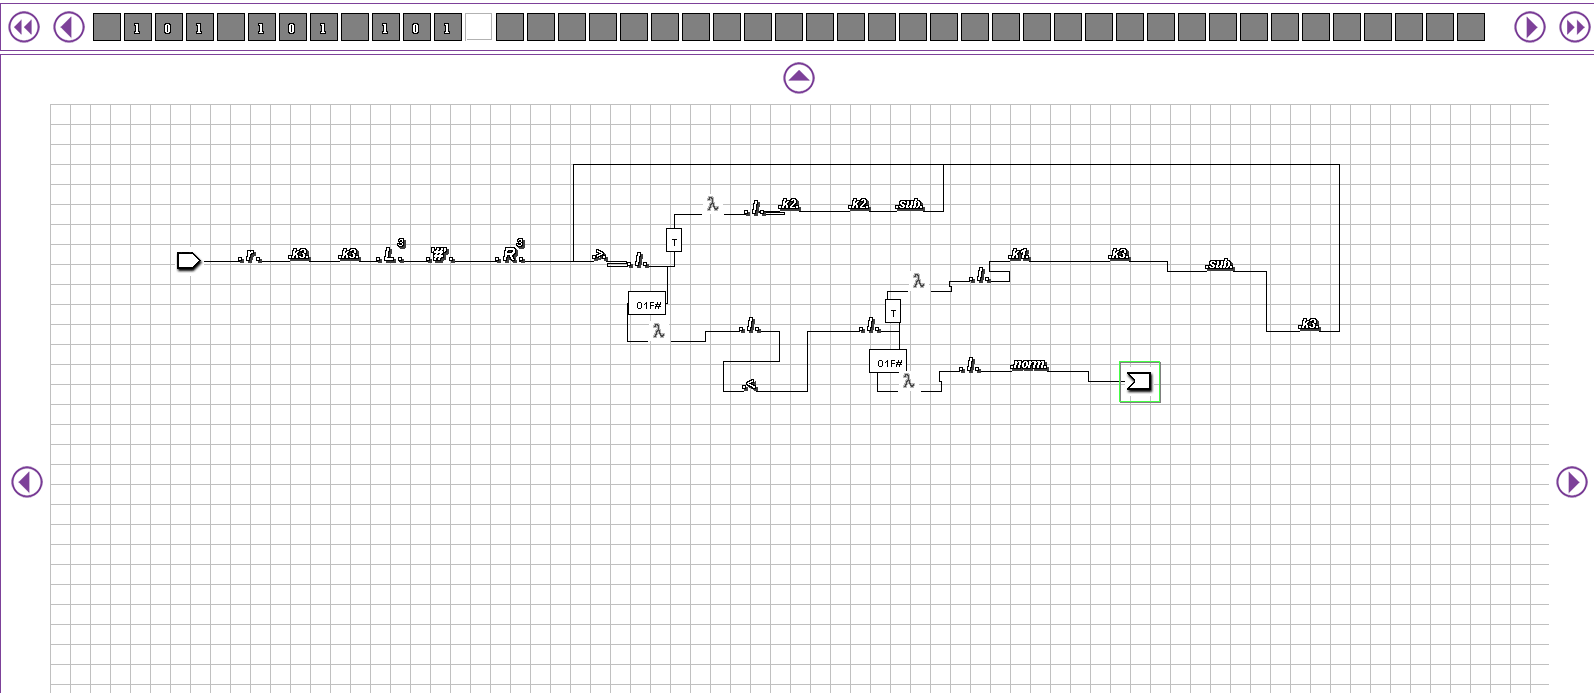 1 0 1 1 0 1 1 0 1
λ .l. .k2. .k2. .sub.
T
.r. .k3. .k3. .L.3 .'#'. .R.3 .>. .l. .k1. .k3. .sub.
λ .l.
01F# T
λ .l. .l. .k3.
01F# .l. .norm.
.<. λ